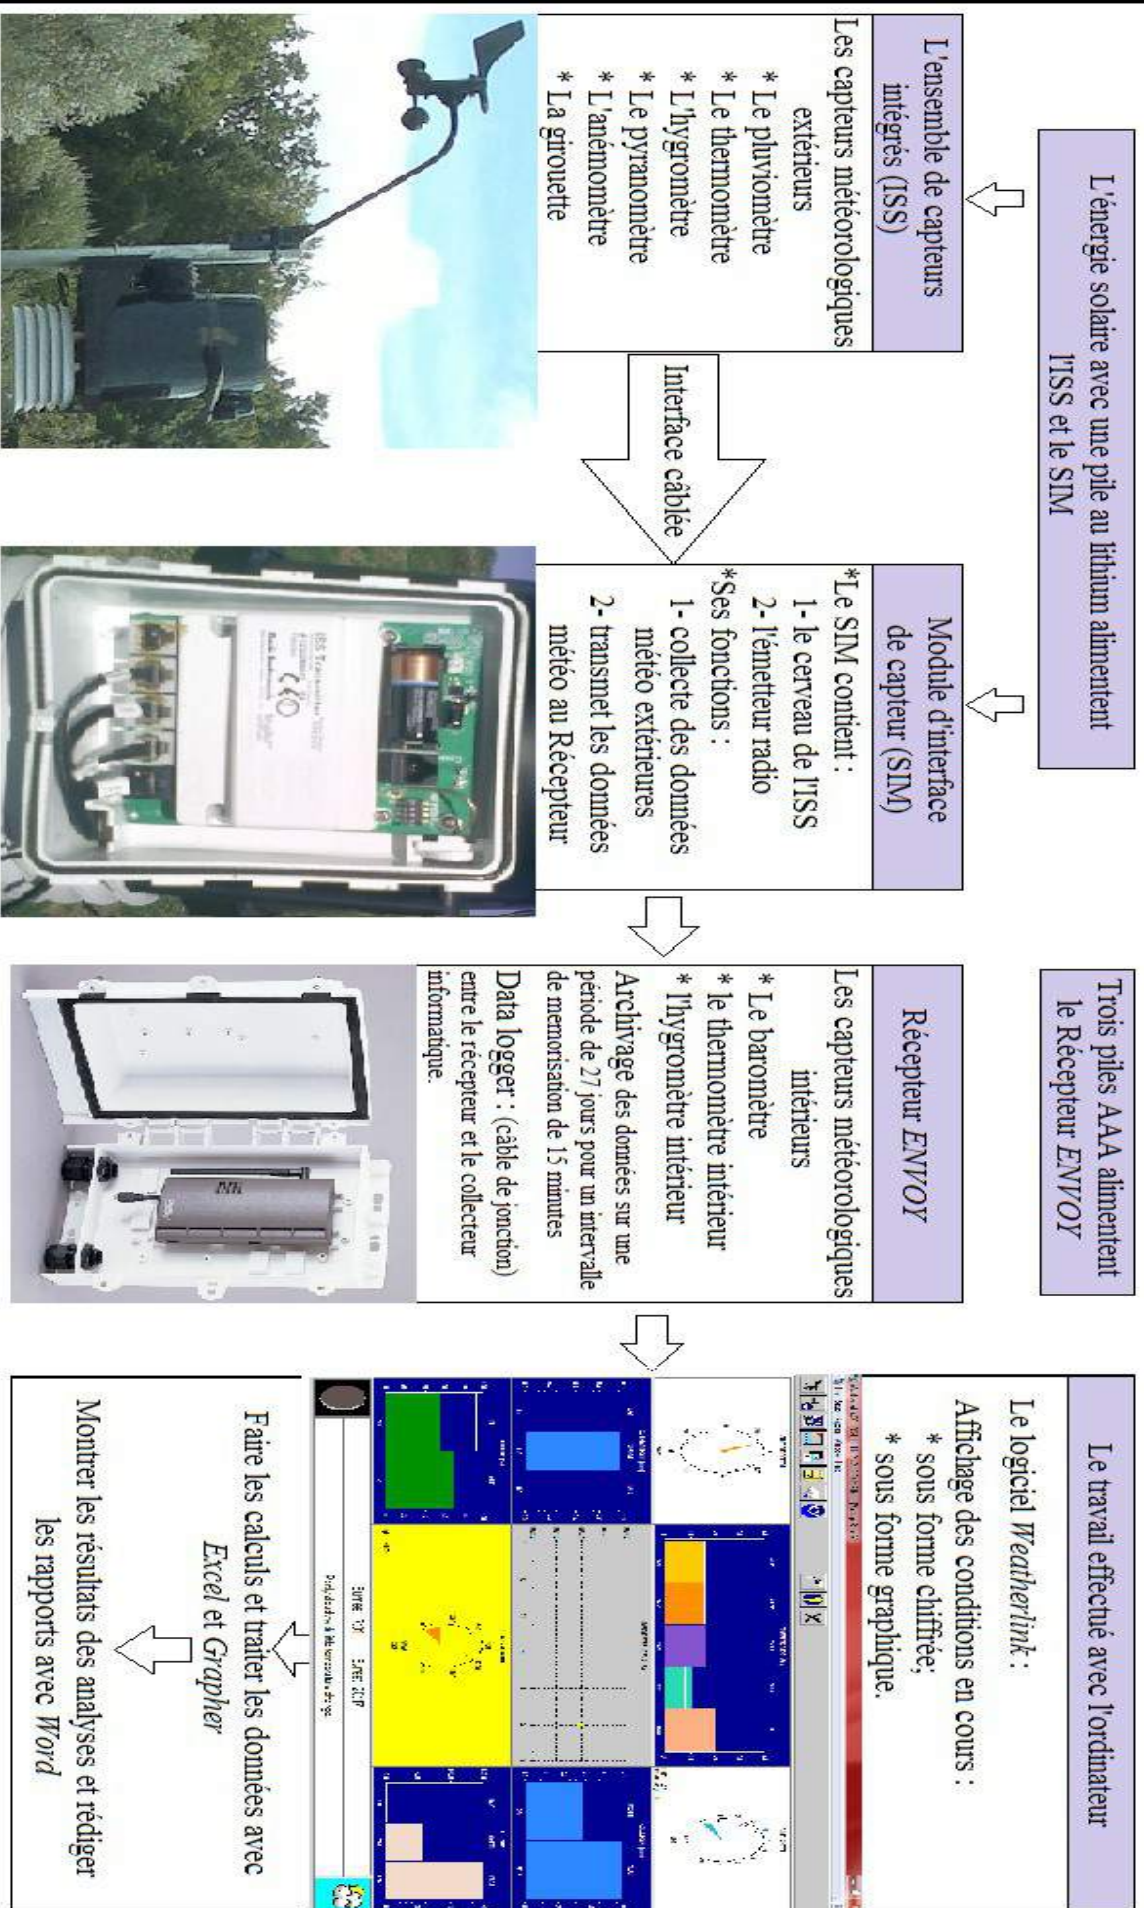 L'énergie solaire avec une pile au lithium alimentent
l'ISS et le SIM
Trois piles AAA alimentent
le Récepteur ENVOY
L'ensemble de capteurs
intégrés (ISS)
Les capteurs météorologiques
extérieurs
* Le pluviomètre
* Le thermomètre
* L'hygromètre
* Le pyranomètre
* L'anémomètre
* La girouette
Interface câblée
Module d'interface
de capteur (SIM)
*Le SIM contient :
1- le cerveau de l'ISS
2- l'émetteur radio
*Ses fonctions :
1- collecte des données
météo extérieures
2- transmet les données
météo au Récepteur
Récepteur ENVOY
Les capteurs météorologiques
intérieurs
* Le baromètre
* le thermomètre intérieur
* l'hygromètre intérieur
Archivage des données sur une
période de 27 jours pour un intervalle
de memorisation de 15 minutes
Data logger : (câble de jonction)
entre le récepteur et le collecteur
informatique.
Le travail effectué avec l'ordinateur
Le logiciel Weatherlink :
Affichage des conditions en cours :
* sous forme chiffrée;
* sous forme graphique.
Faire les calculs et traiter les données avec
Excel et Grapher
Montrer les résultats des analyses et rédiger
les rapports avec Word